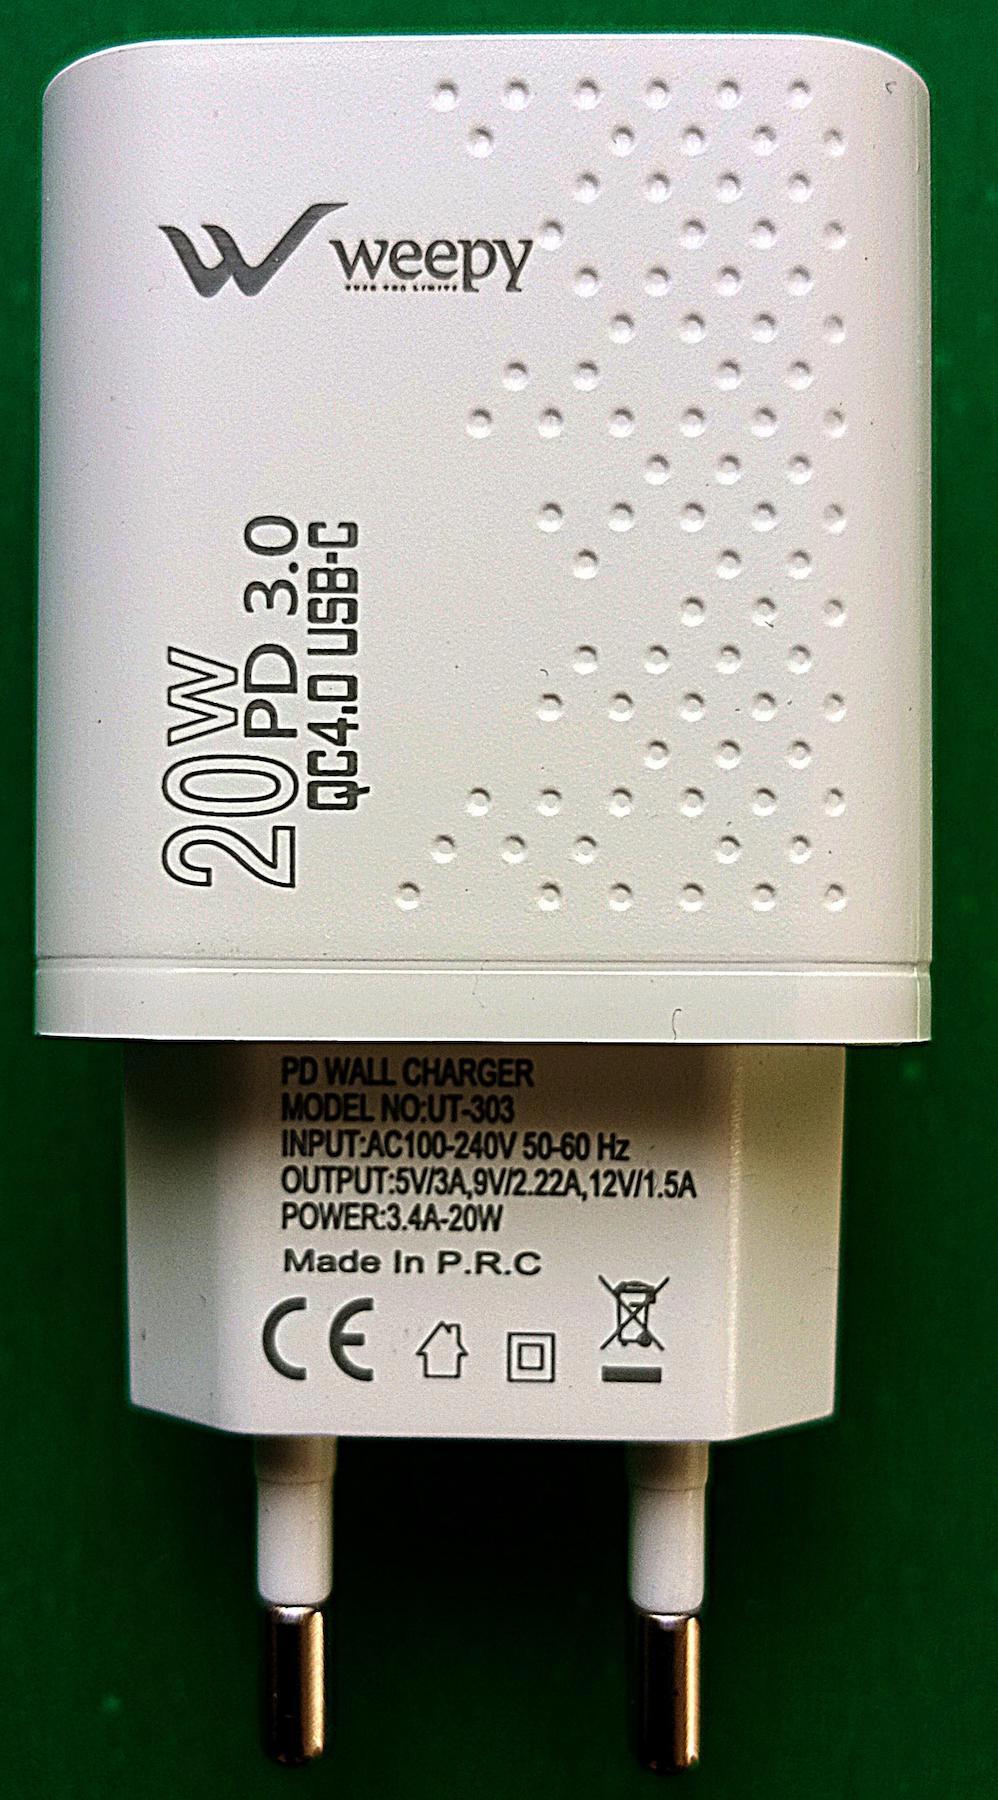 weepy
20W
PD 3.0
QC4.0 USB-C
PD WALL CHARGER
MODEL NO:UT-303
INPUT:AC100-240V 50-60 Hz
OUTPUT:5V/3A,9V/2.22A,12V/1.5A
POWER:3.4A-20W
Made In P.R.C
CE